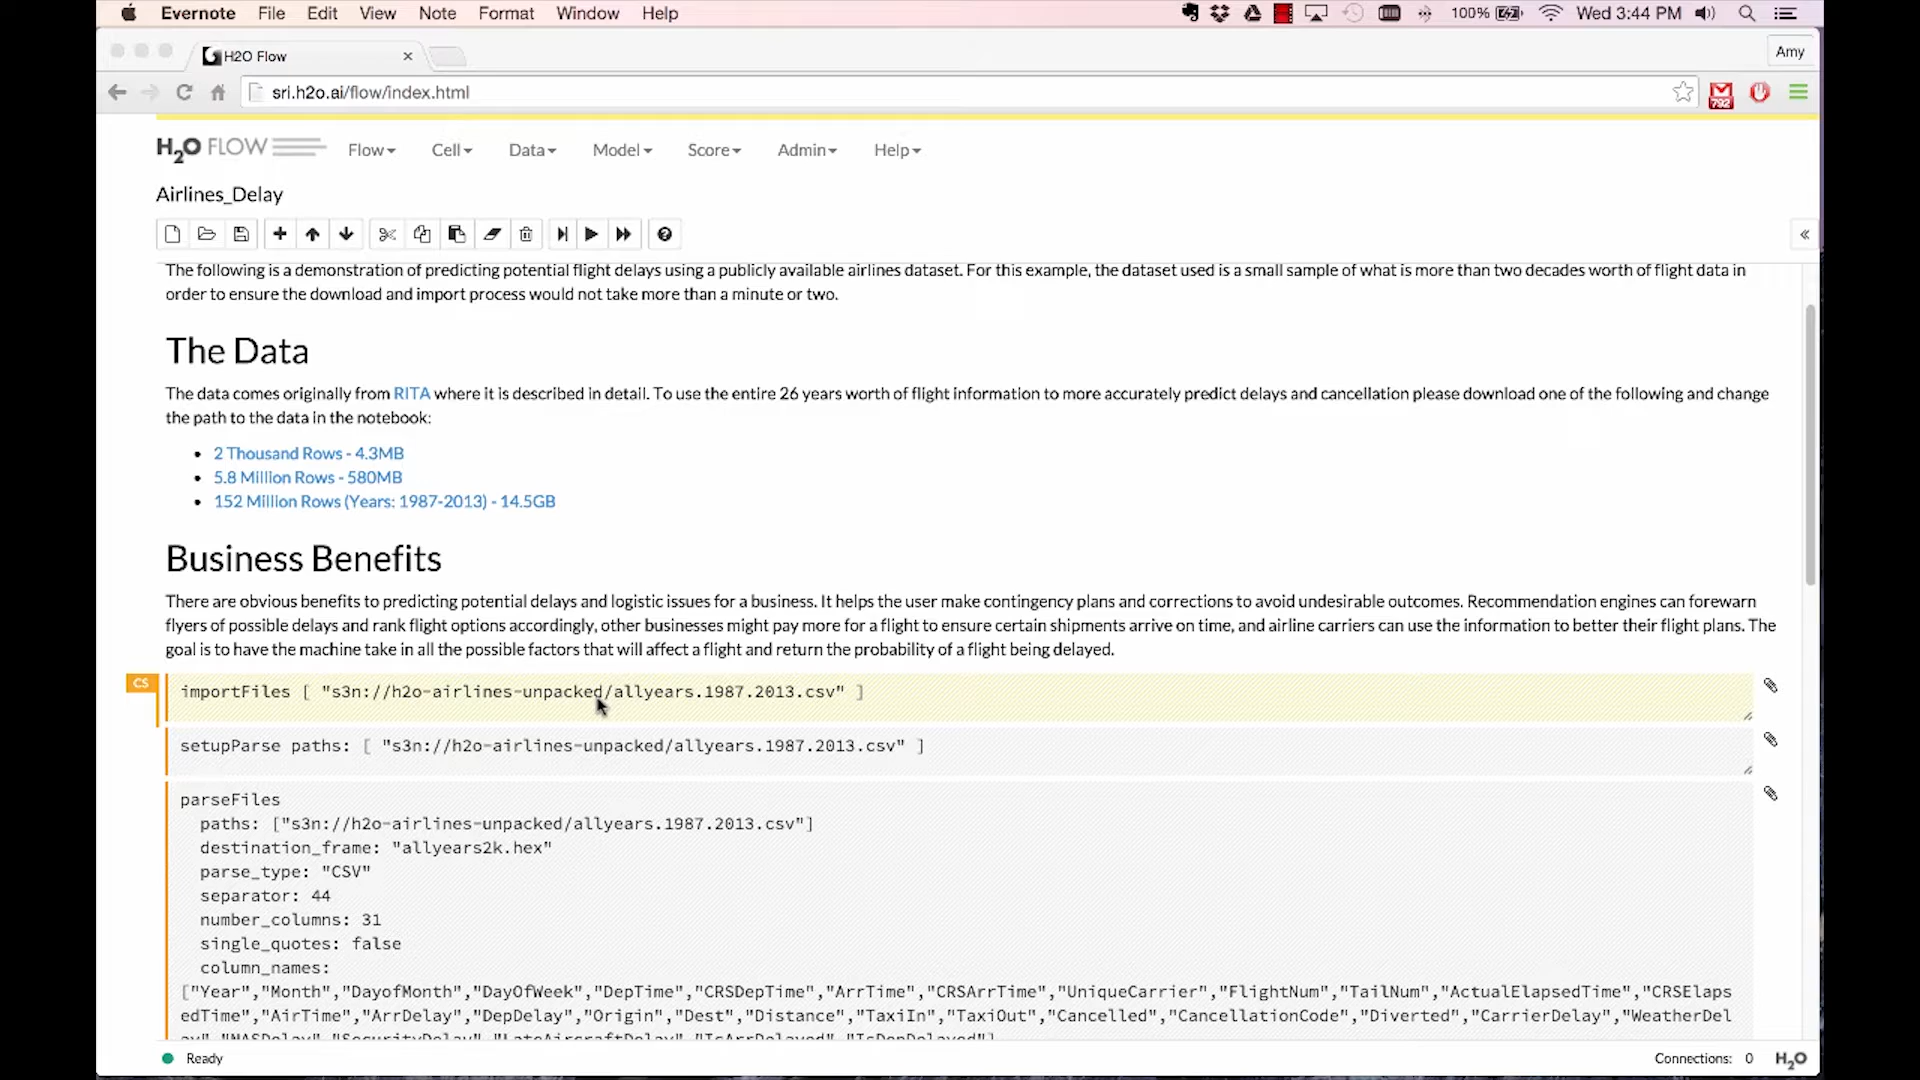 Evernote File Edit View Note Format Window Help 100% Wed 3:44 PM
H2O Flow
Amy
sri.h2o.ai/flow/index.html
792
H2O FLOW Flow Cell Data Model Score Admin Help
Airlines_Delay
The following is a demonstration of predicting potential flight delays using a publicly available airlines dataset. For this example, the dataset used is a small sample of what is more than two decades worth of flight data in
order to ensure the download and import process would not take more than a minute or two.
The Data
The data comes originally from RITA where it is described in detail. To use the entire 26 years worth of flight information to more accurately predict delays and cancellation please download one of the following and change
the path to the data in the notebook:
• 2 Thousand Rows - 4.3MB
• 5.8 Million Rows - 580MB
• 152 Million Rows (Years: 1987-2013) - 14.5GB
Business Benefits
There are obvious benefits to predicting potential delays and logistic issues for a business. It helps the user make contingency plans and corrections to avoid undesirable outcomes. Recommendation engines can forewarn
flyers of possible delays and rank flight options accordingly, other businesses might pay more for a flight to ensure certain shipments arrive on time, and airline carriers can use the information to better their flight plans. The
goal is to have the machine take in all the possible factors that will affect a flight and return the probability of a flight being delayed.
CS
importFiles [ "s3n://h2o-airlines-unpacked/allyears.1987.2013.csv" ]
setupParse paths: [ "s3n://h2o-airlines-unpacked/allyears.1987.2013.csv" ]
parseFiles
paths: ["s3n://h2o-airlines-unpacked/allyears.1987.2013.csv"]
destination_frame: "allyears2k.hex"
parse_type: "CSV"
separator: 44
number_columns: 31
single_quotes: false
column_names:
["Year","Month","DayofMonth","DayOfWeek","DepTime","CRSDepTime","ArrTime","CRSArrTime","UniqueCarrier","FlightNum","TailNum","ActualElapsedTime","CRSElaps
edTime","AirTime","ArrDelay","DepDelay","Origin","Dest","Distance","TaxiIn","TaxiOut","Cancelled","CancellationCode","Diverted","CarrierDelay","WeatherDel
ay","NASDelay","SecurityDelay","LateAircraftDelay","IsArrDelayed","IsDepDelayed"]
Ready Connections: 0 H2O